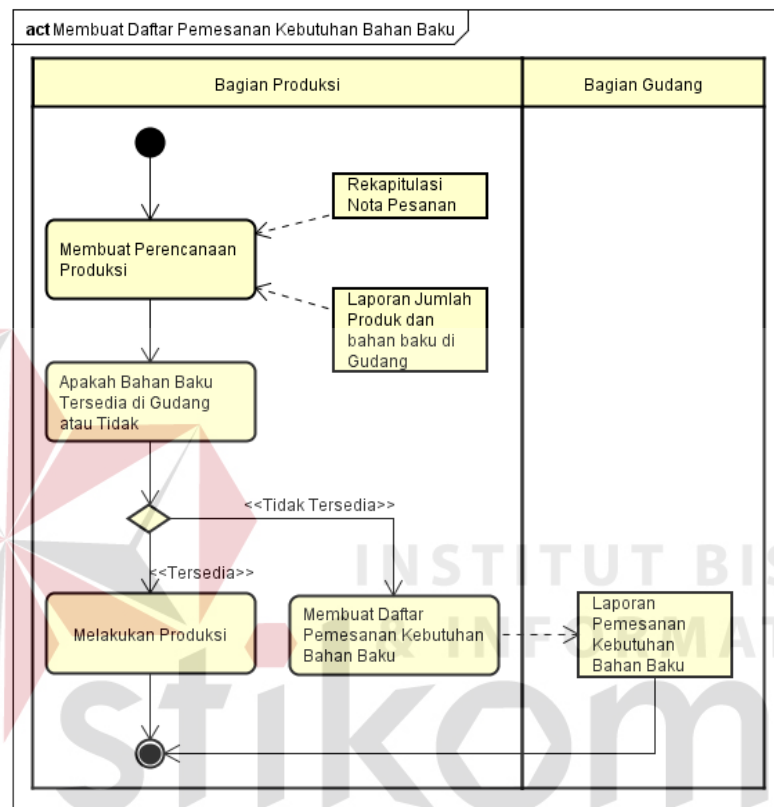 act Membuat Daftar Pemesanan Kebutuhan Bahan Baku
Bagian Produksi
Bagian Gudang
Rekapitulasi
Nota Pesanan
Membuat Perencanaan
Produksi
Laporan Jumlah
Produk dan
bahan baku di
Gudang
Apakah Bahan Baku
Tersedia di Gudang
atau Tidak
<<Tidak Tersedia>>
<<Tersedia>>
INSTITUT BIS
Melakukan Produksi
Membuat Daftar
Pemesanan Kebutuhan
Bahan Baku
Laporan
Pemesanan
Kebutuhan
Bahan Baku
& INFORMAT
stikom